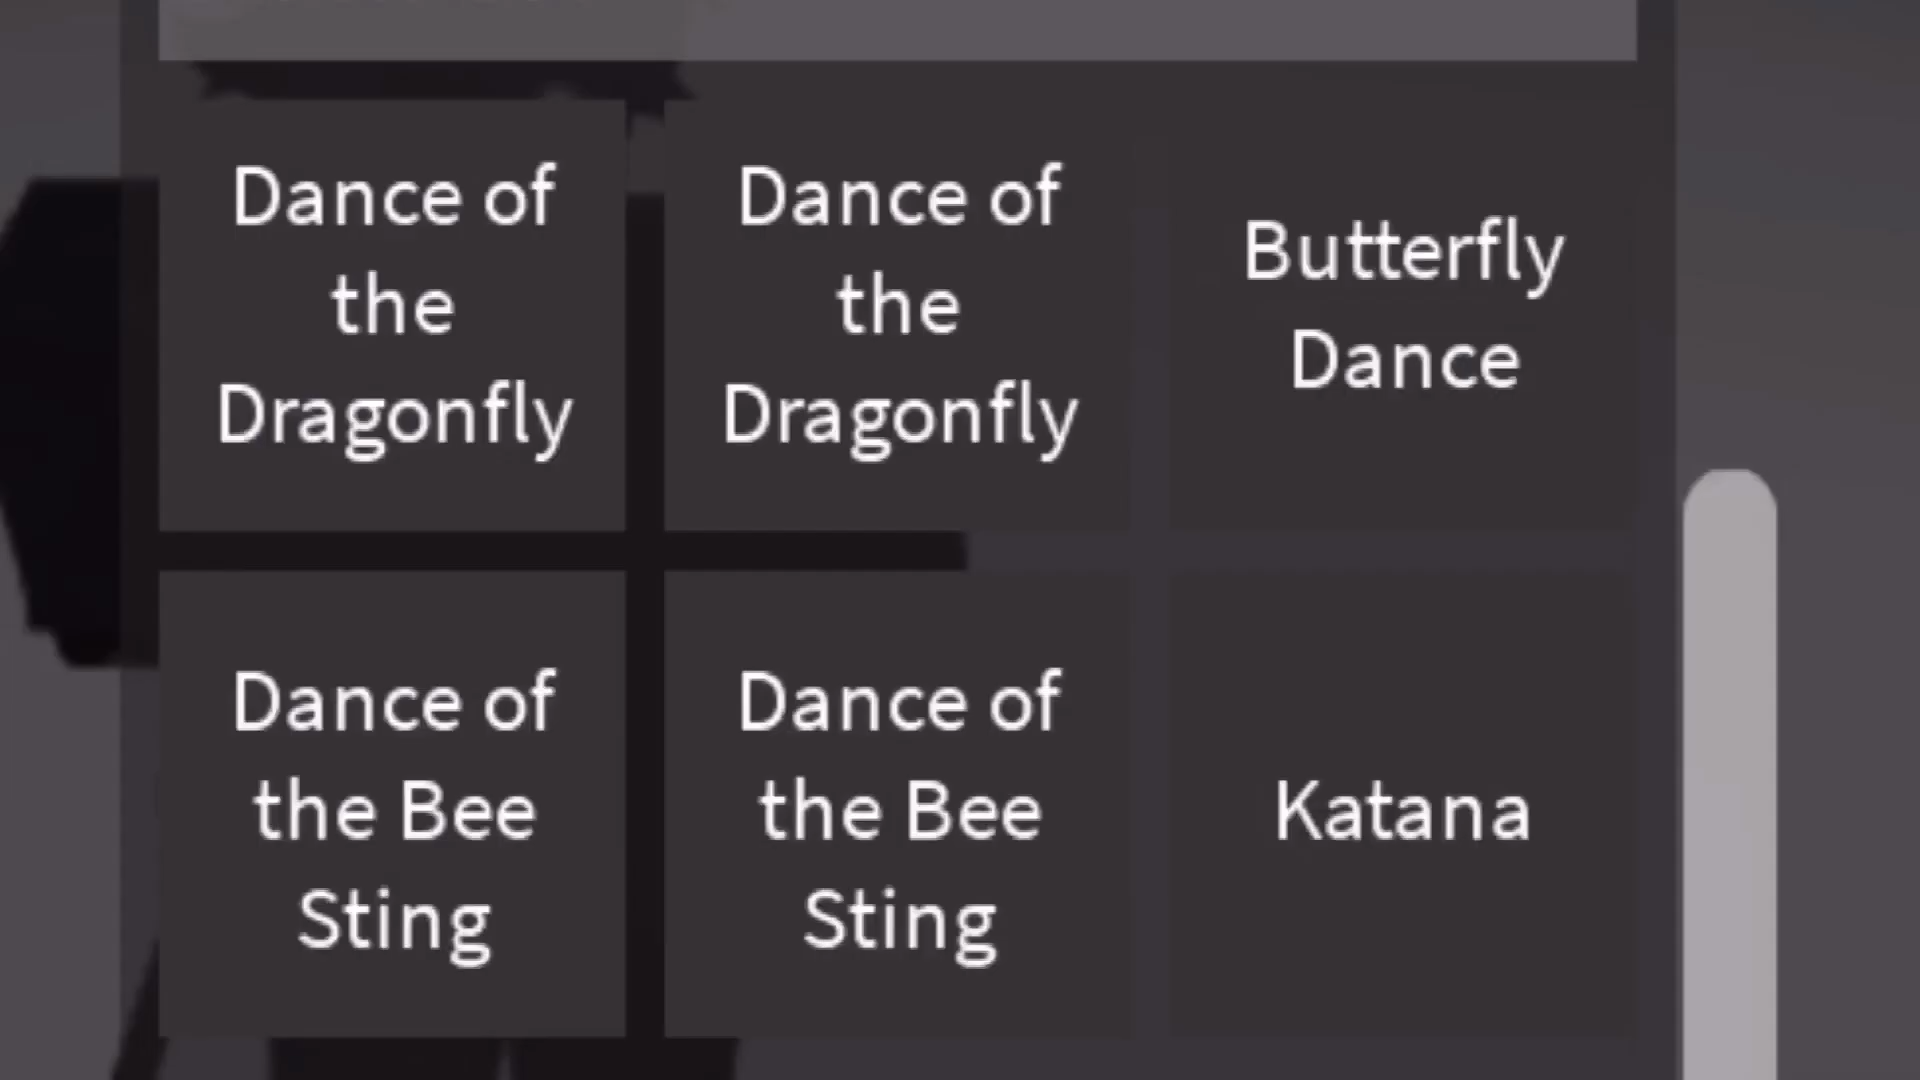 Dance of
the
Dragonfly
Dance of
the
Dragonfly
Butterfly
Dance
Dance of
the Bee
Sting
Dance of
the Bee
Sting
Katana